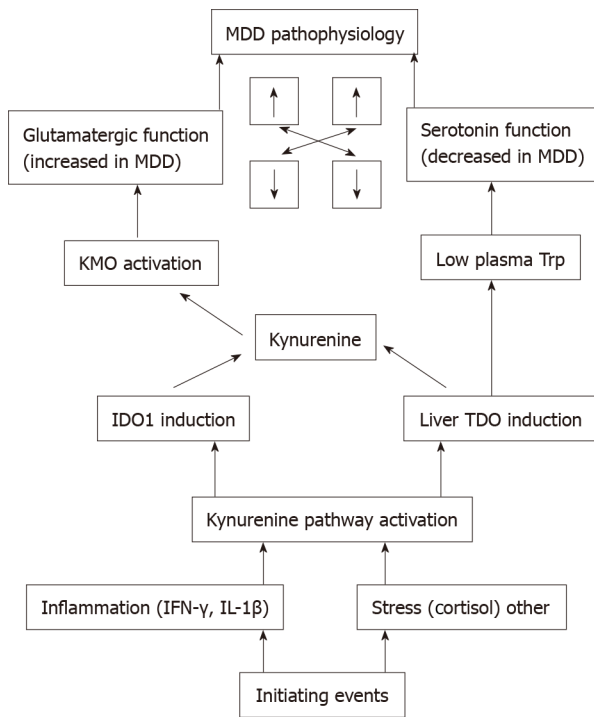 MDD pathophysiology
Glutamatergic function
(increased in MDD)
Serotonin function
(decreased in MDD)
KMO activation
Low plasma Trp
Kynurenine
IDO1 induction
Liver TDO induction
Kynurenine pathway activation
Inflammation (IFN-γ, IL-1β)
Stress (cortisol) other
Initiating events